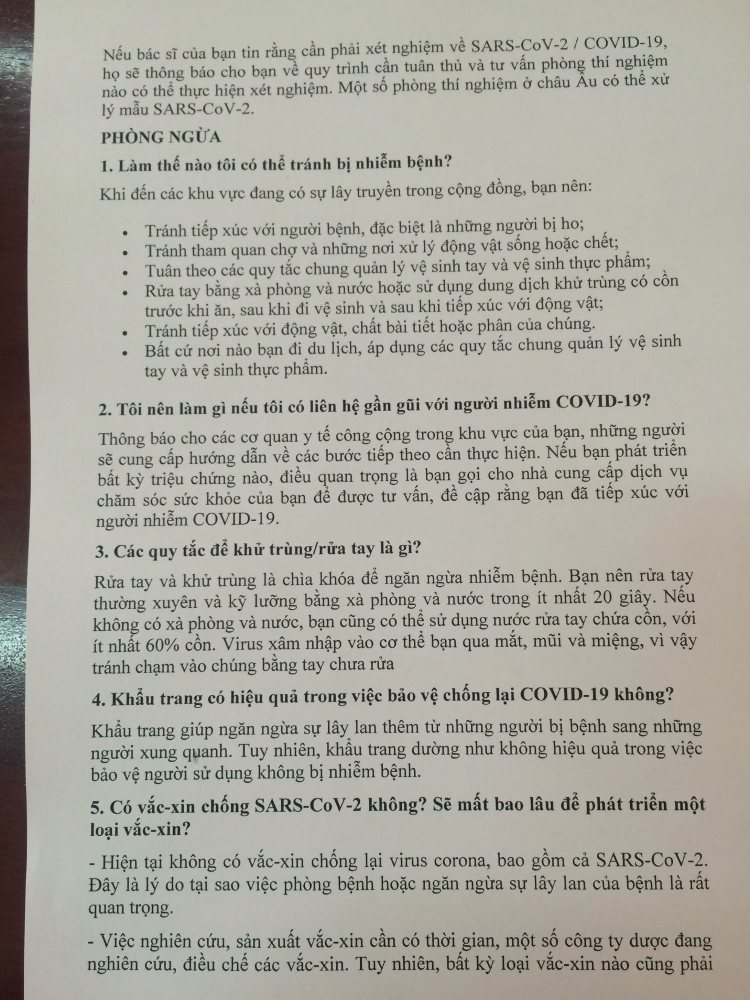 Nếu bác sĩ của bạn tin rằng cần phải xét nghiệm về SARS-CoV-2 / COVID-19,
họ sẽ thông báo cho bạn về quy trình cần tuân thủ và tư vấn phòng thí nghiệm
nào có thể thực hiện xét nghiệm. Một số phòng thí nghiệm ở châu Âu có thể xử
lý mẫu SARS-CoV-2.
PHÒNG NGỪA
1. Làm thế nào tôi có thể tránh bị nhiễm bệnh?
Khi đến các khu vực đang có sự lây truyền trong cộng đồng, bạn nên:
• Tránh tiếp xúc với người bệnh, đặc biệt là những người bị ho;
• Tránh tham quan chợ và những nơi xử lý động vật sống hoặc chết;
• Tuân theo các quy tắc chung quản lý vệ sinh tay và vệ sinh thực phẩm;
• Rửa tay bằng xà phòng và nước hoặc sử dụng dung dịch khử trùng có cồn
trước khi ăn, sau khi đi vệ sinh và sau khi tiếp xúc với động vật;
• Tránh tiếp xúc với động vật, chất bài tiết hoặc phân của chúng.
• Bất cứ nơi nào bạn đi du lịch, áp dụng các quy tắc chung quản lý vệ sinh
tay và vệ sinh thực phẩm.
2. Tôi nên làm gì nếu tôi có liên hệ gần gũi với người nhiễm COVID-19?
Thông báo cho các cơ quan y tế công cộng trong khu vực của bạn, những người
sẽ cung cấp hướng dẫn về các bước tiếp theo cần thực hiện. Nếu bạn phát triển
bất kỳ triệu chứng nào, điều quan trọng là bạn gọi cho nhà cung cấp dịch vụ
chăm sóc sức khỏe của bạn để được tư vấn, đề cập rằng bạn đã tiếp xúc với
người nhiễm COVID-19.
3. Các quy tắc để khử trùng/rửa tay là gì?
Rửa tay và khử trùng là chìa khóa để ngăn ngừa nhiễm bệnh. Bạn nên rửa tay
thường xuyên và kỹ lưỡng bằng xà phòng và nước trong ít nhất 20 giây. Nếu
không có xà phòng và nước, bạn cũng có thể sử dụng nước rửa tay chứa cồn, với
ít nhất 60% cồn. Virus xâm nhập vào cơ thể bạn qua mắt, mũi và miệng, vì vậy
tránh chạm vào chúng bằng tay chưa rửa
4. Khẩu trang có hiệu quả trong việc bảo vệ chống lại COVID-19 không?
Khẩu trang giúp ngăn ngừa sự lây lan thêm từ những người bị bệnh sang những
người xung quanh. Tuy nhiên, khẩu trang dường như không hiệu quả trong việc
bảo vệ người sử dụng không bị nhiễm bệnh.
5. Có vắc-xin chống SARS-CoV-2 không? Sẽ mất bao lâu để phát triển một
loại vắc-xin?
- Hiện tại không có vắc-xin chống lại virus corona, bao gồm cả SARS-CoV-2.
Đây là lý do tại sao việc phòng bệnh hoặc ngăn ngừa sự lây lan của bệnh là rất
quan trọng.
- Việc nghiên cứu, sản xuất vắc-xin cần có thời gian, một số công ty dược đang
nghiên cứu, điều chế các vắc-xin. Tuy nhiên, bất kỳ loại vắc-xin nào cũng phải